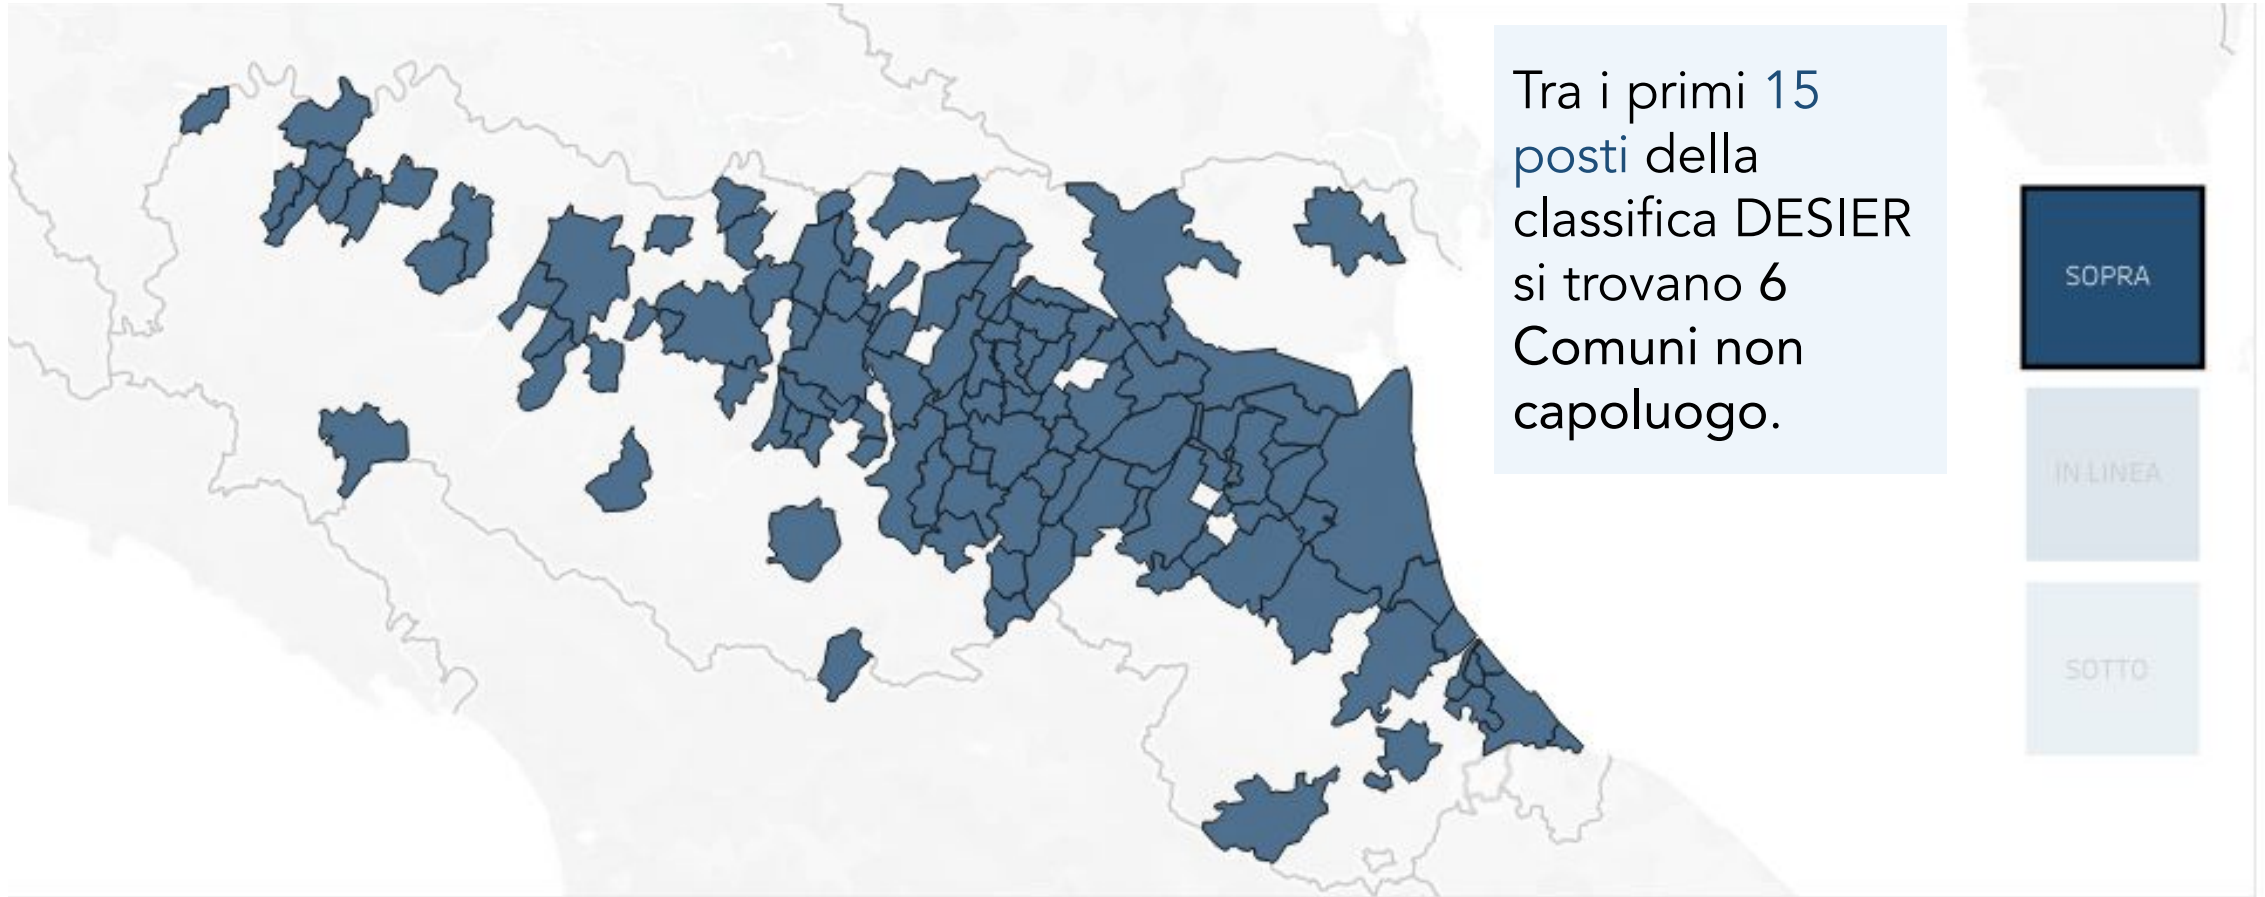 Tra i primi 15
posti della
classifica DESIER
si trovano 6
Comuni non
capoluogo.
SOPRA
IN LINEA
SOTTO